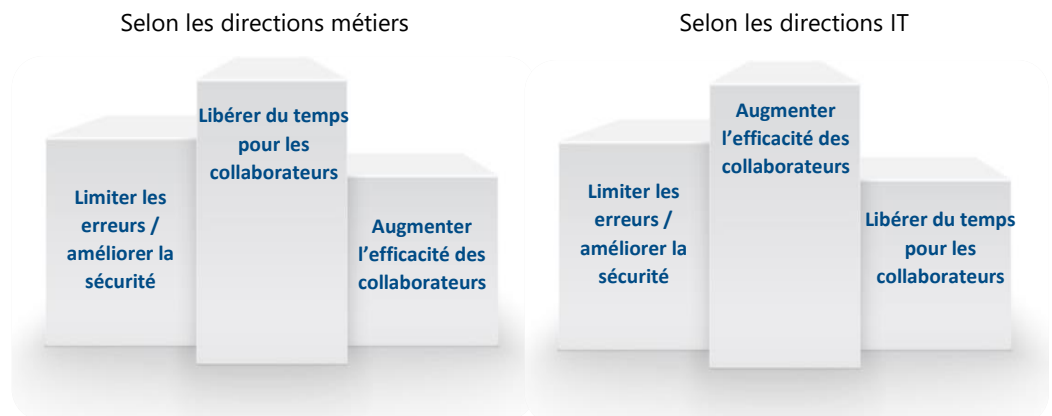 Selon les directions métiers
Libérer du temps
pour les
collaborateurs
Limiter les
erreurs /
améliorer la
sécurité
Augmenter
l’efficacité des
collaborateurs
Selon les directions IT
Augmenter
l’efficacité des
collaborateurs
Limiter les
erreurs /
améliorer la
sécurité
Libérer du temps
pour les
collaborateurs